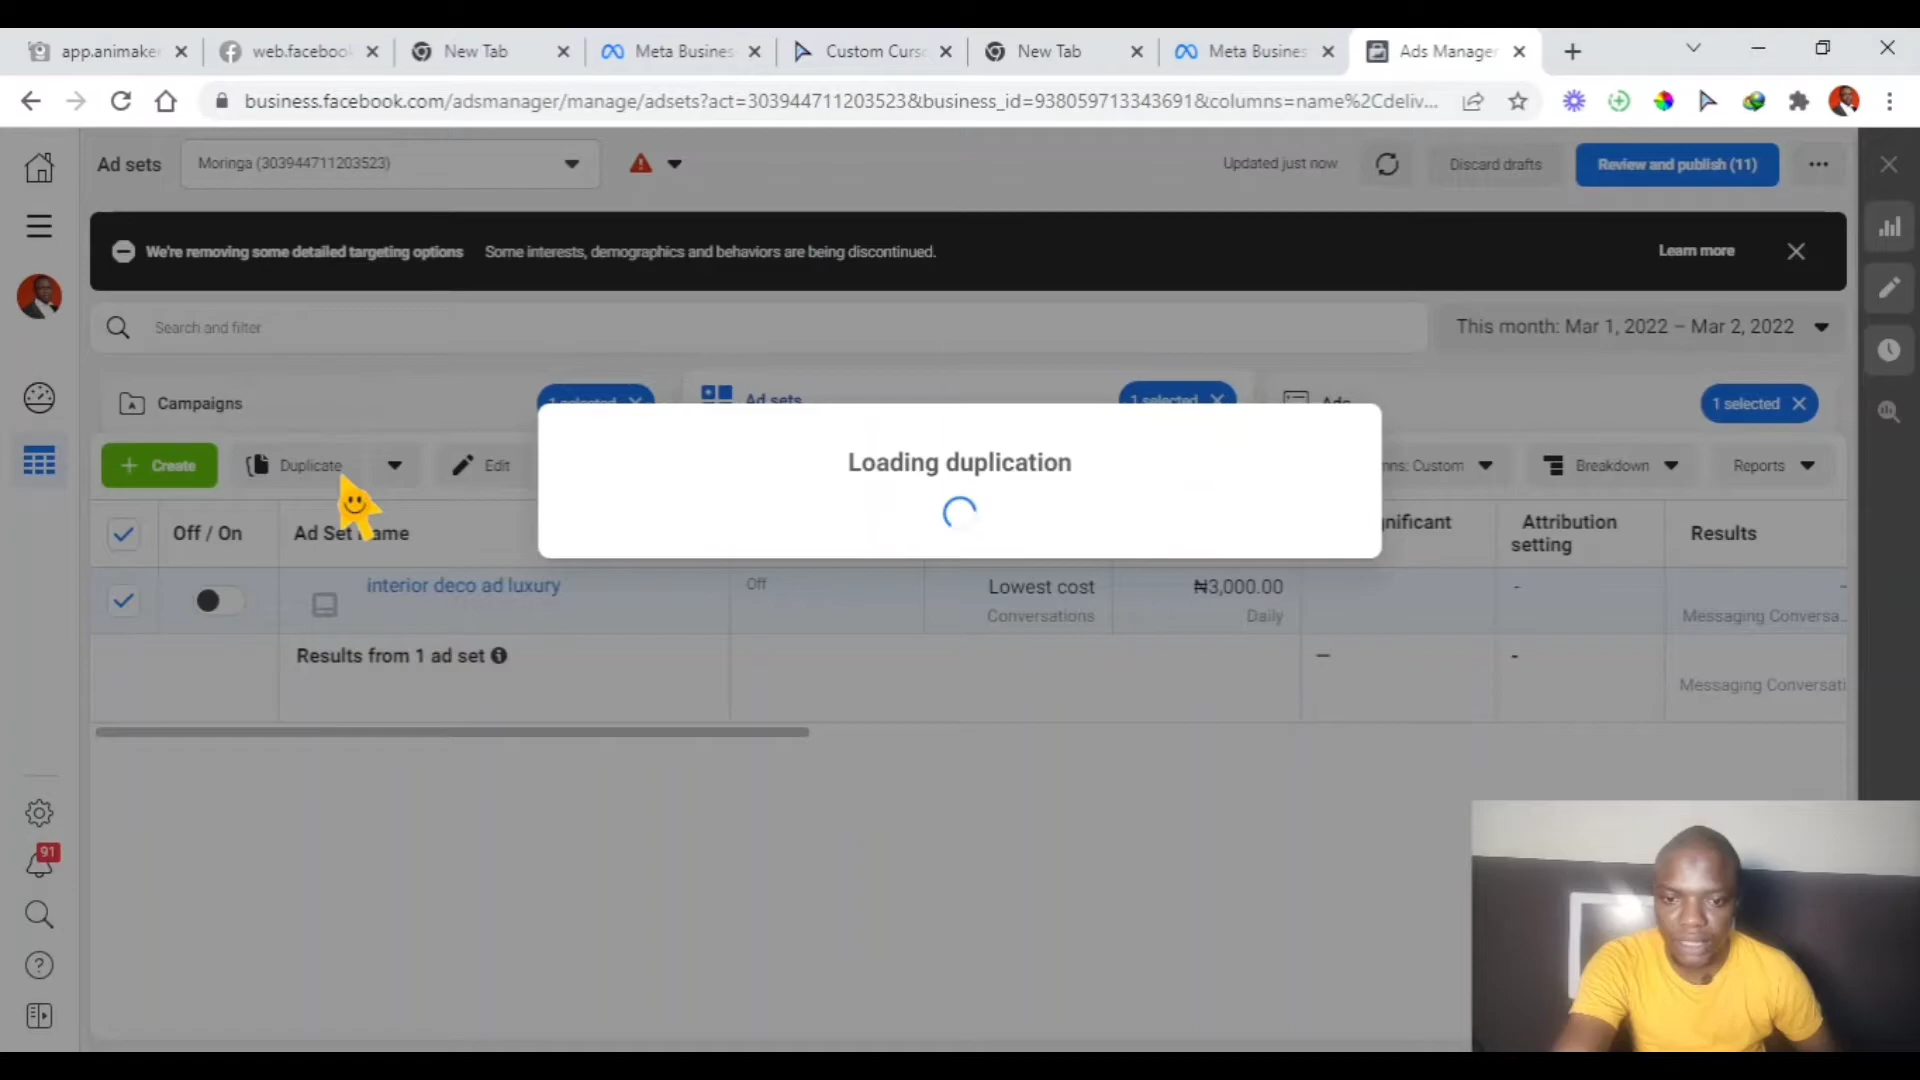 app.animake
web.faceboo
New Tab
Meta Busines
Custom Curs
New Tab
Meta Busines
Ads Manager
business.facebook.com/adsmanager/manage/adsets?act=303944711203523&business_id=938059713343691&columns=name%2Cdeliv...
Ad sets
Moringa (303944711203523)
Updated just now
Discard drafts
Review and publish (11)
We're removing some detailed targeting options
Some interests, demographics and behaviors are being discontinued.
Learn more
Search and filter
This month: Mar 1, 2022 – Mar 2, 2022
Campaigns
1 selected
Ad sets
1 selected
Ads
1 selected
Create
Duplicate
Edit
Loading duplication
nns: Custom
Breakdown
Reports
Off / On
Ad Set ame
gnificant
Attribution
setting
Results
interior deco ad luxury
Off
Lowest cost
Conversations
₦3,000.00
Daily
-
-
Messaging Conversa...
Results from 1 ad set
—
-
Messaging Conversati
91